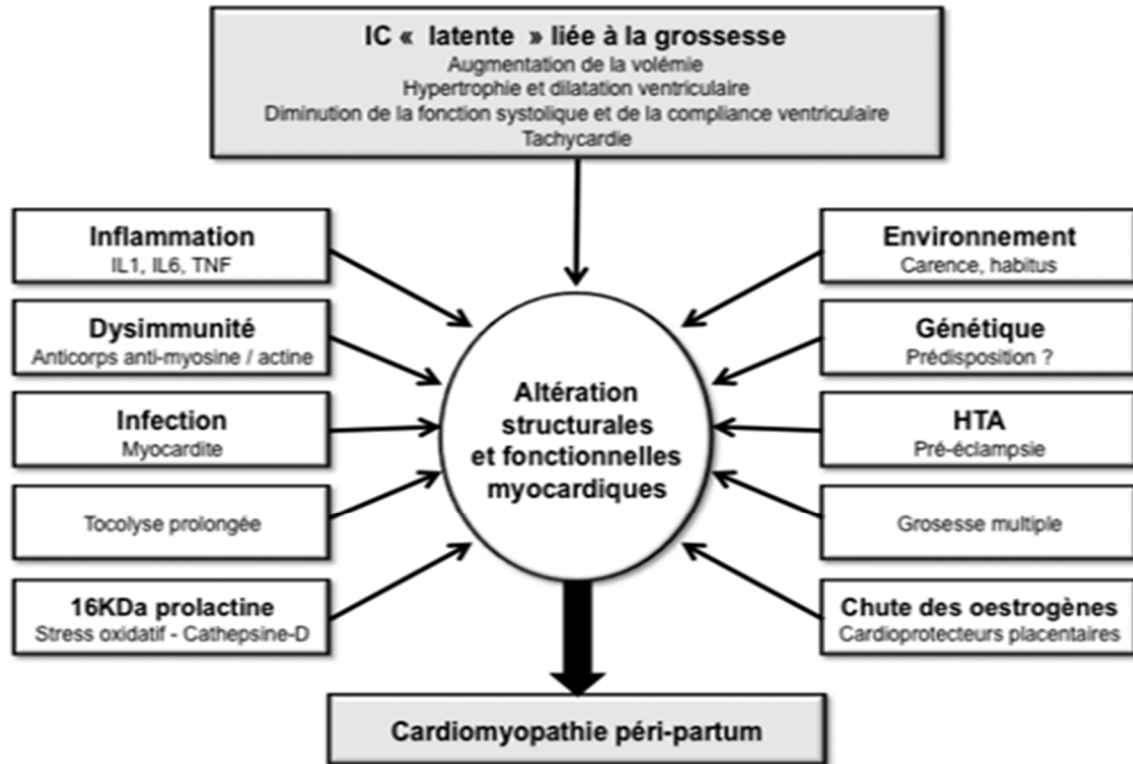 IC « latente » liée à la grossesse
Augmentation de la volémie
Hypertrophie et dilatation ventriculaire
Diminution de la fonction systolique et de la compliance ventriculaire
Tachycardie
Inflammation
IL1, IL6, TNF
Dysimmunité
Anticorps anti-myosine / actine
Infection
Myocardite
Tocolyse prolongée
16KDa prolactine
Stress oxidatif - Cathepsine-D
Altération
structurales
et fonctionnelles
myocardiques
Environnement
Carence, habitus
Génétique
Prédisposition ?
HTA
Pré-éclampsie
Grosesse multiple
Chute des oestrogènes
Cardioprotecteurs placentaires
Cardiomyopathie péri-partum